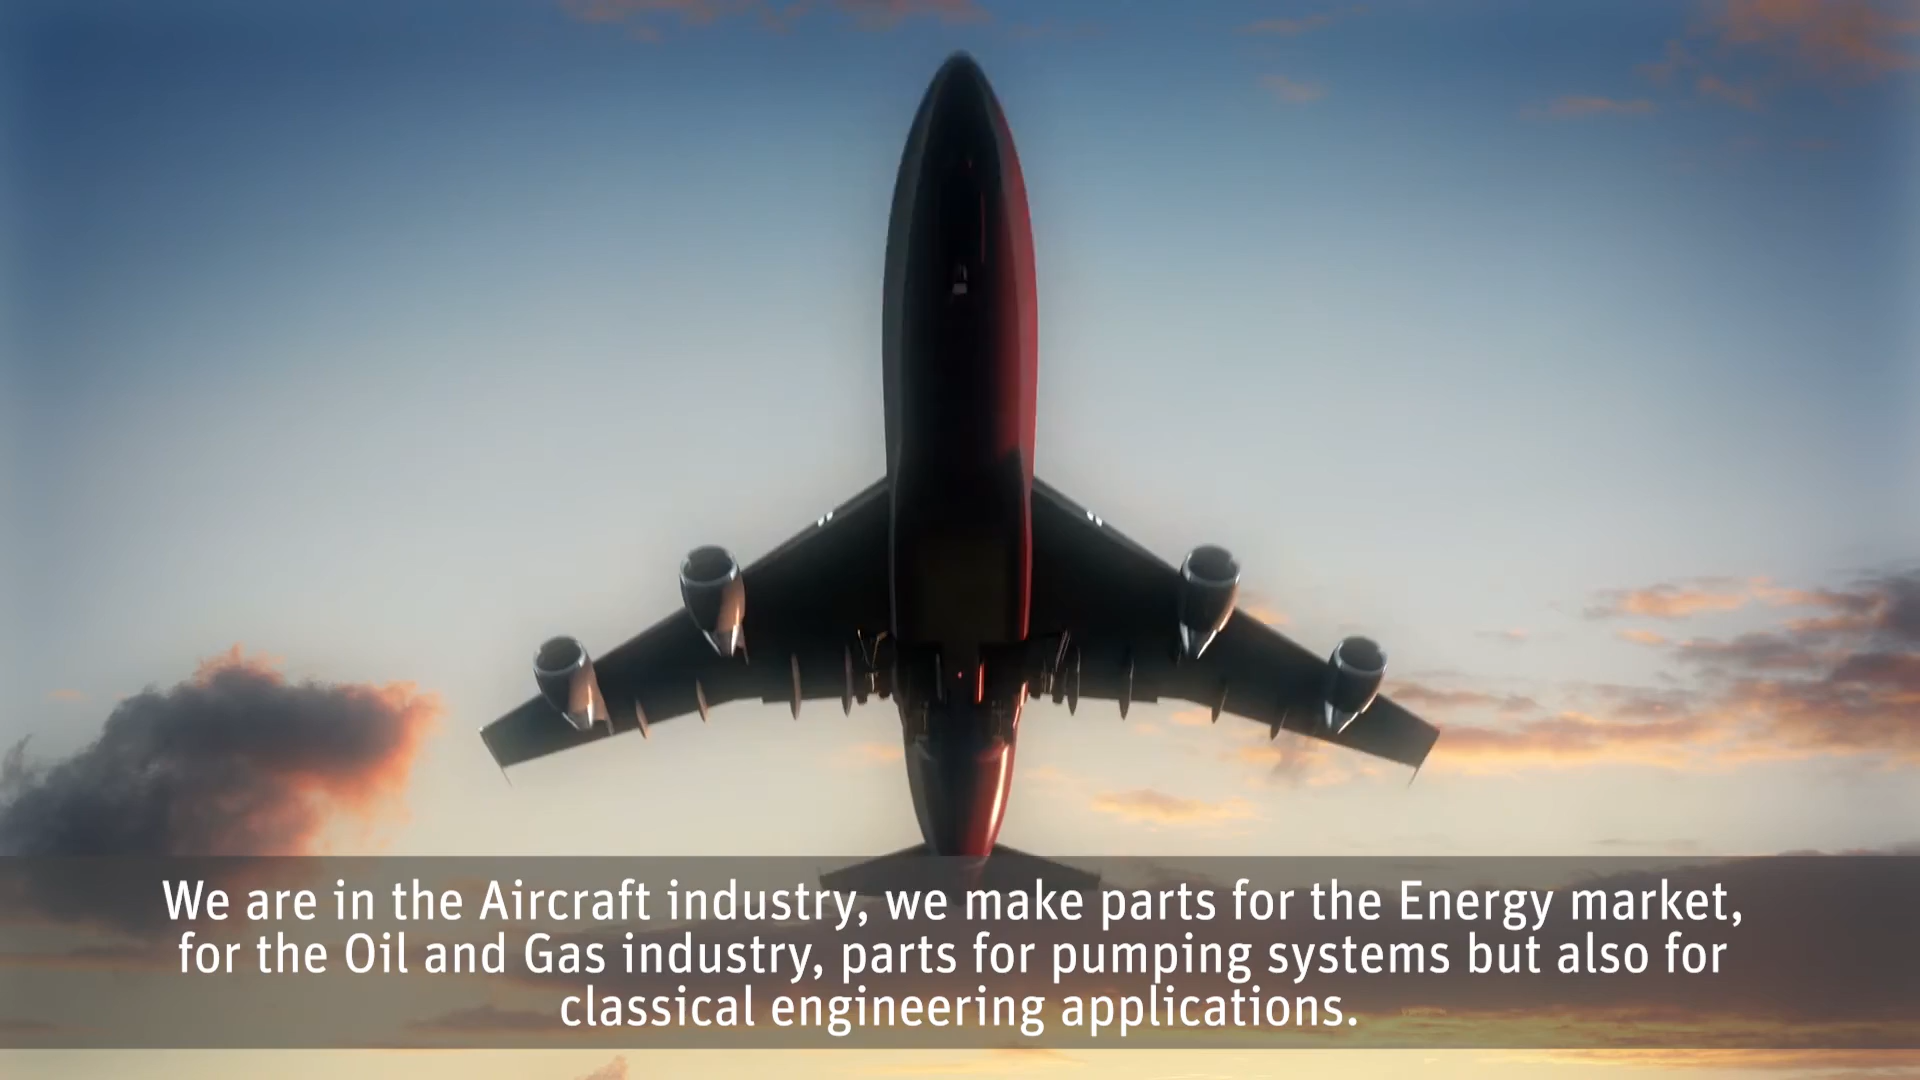 We are in the Aircraft industry, we make parts for the Energy market,
for the Oil and Gas industry, parts for pumping systems but also for
classical engineering applications.